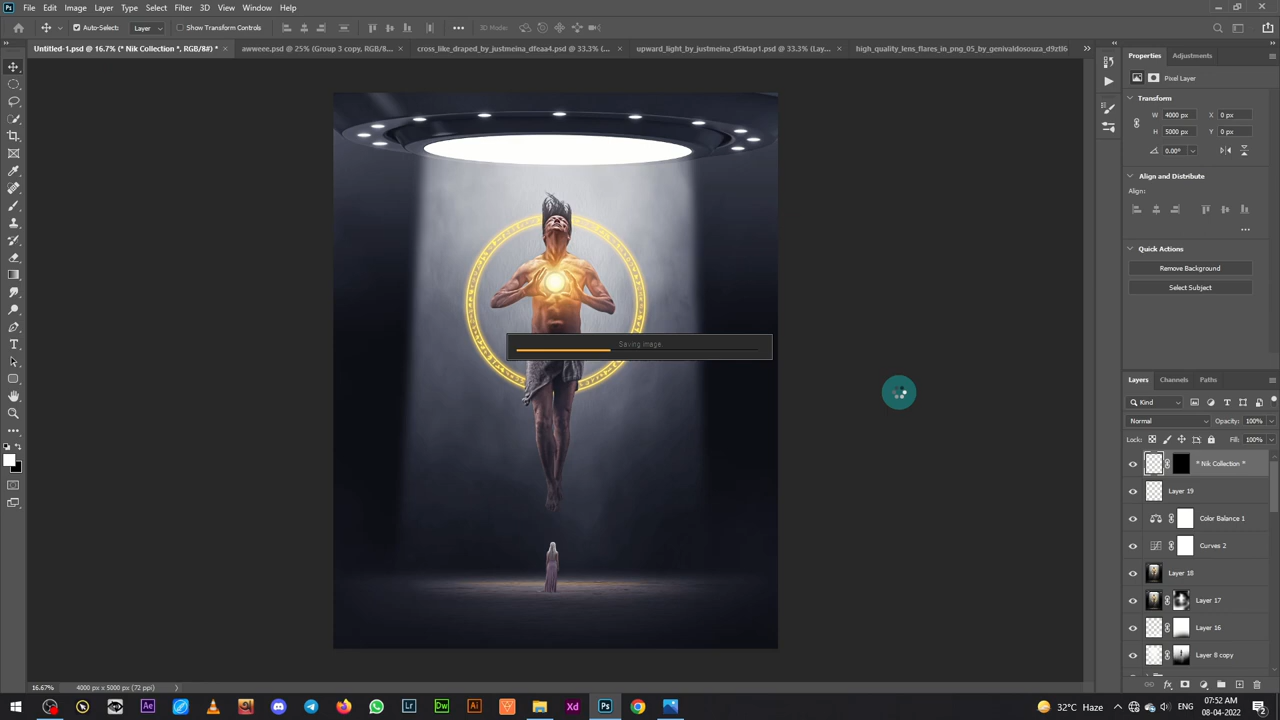 File Edit Image Layer Type Select Filter 3D View Window Help
Auto-Select: Layer Show Transform Controls 3D Mode:
Untitled-1.psd @ 16.7% (* Nik Collection *, RGB/8#) * awweee.psd @ 25% (Group 3 copy, RGB/8... cross_like_draped_by_justmeina_dfeaa4.psd @ 33.3% (... upward_light_by_justmeina_d5ktap1.psd @ 33.3% (Lay... high_quality_lens_flares_in_png_05_by_genivaldosouza_d9ztl6
Properties Adjustments
Pixel Layer
Transform
W 4000 px X 0 px
H 5000 px Y 0 px
0.00°
Align and Distribute
Align:
Quick Actions
Remove Background
Select Subject
Saving image.
Layers Channels Paths
Kind
Normal Opacity: 100%
Lock: Fill: 100%
* Nik Collection *
Layer 19
Color Balance 1
Curves 2
Layer 18
Layer 17
Layer 16
Layer 8 copy
16.67% 4000 px x 5000 px (72 ppi)
32°C Haze ENG 07:52 AM
08-04-2022